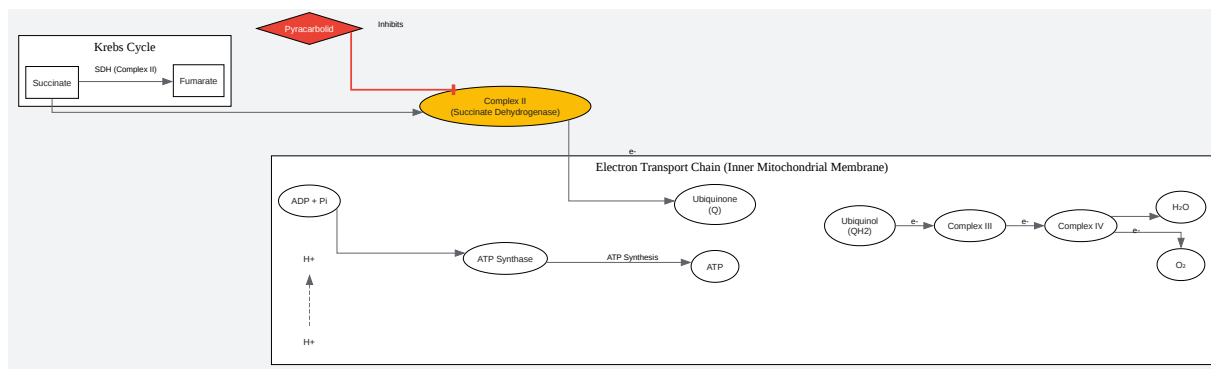 Pyracarbolid
Inhibits
Krebs Cycle
Succinate
SDH (Complex II)
Fumarate
Complex II
(Succinate Dehydrogenase)
e-
Electron Transport Chain (Inner Mitochondrial Membrane)
ADP + Pi
Ubiquinone
(Q)
Ubiquinol
(QH2)
e-
Complex III
e-
Complex IV
H₂O
e-
O₂
H+
ATP Synthase
ATP Synthesis
ATP
H+